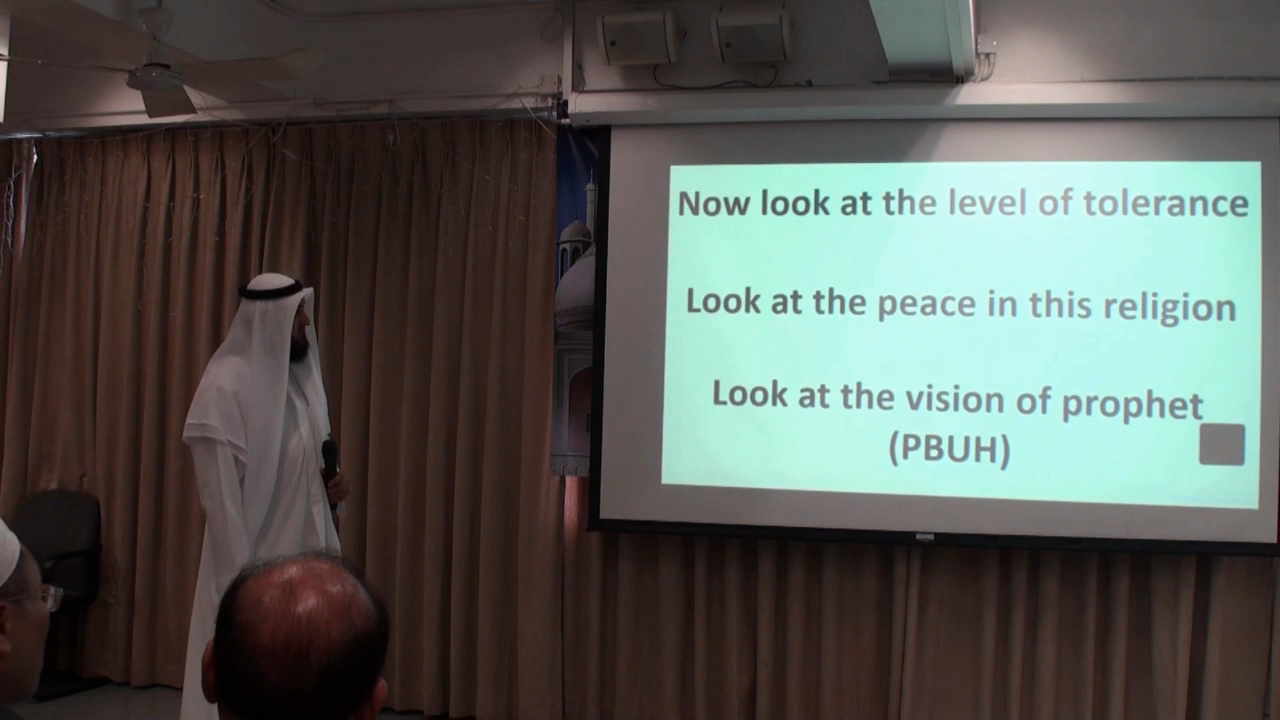 Now look at the level of tolerance
Look at the peace in this religion
Look at the vision of prophet
(PBUH)